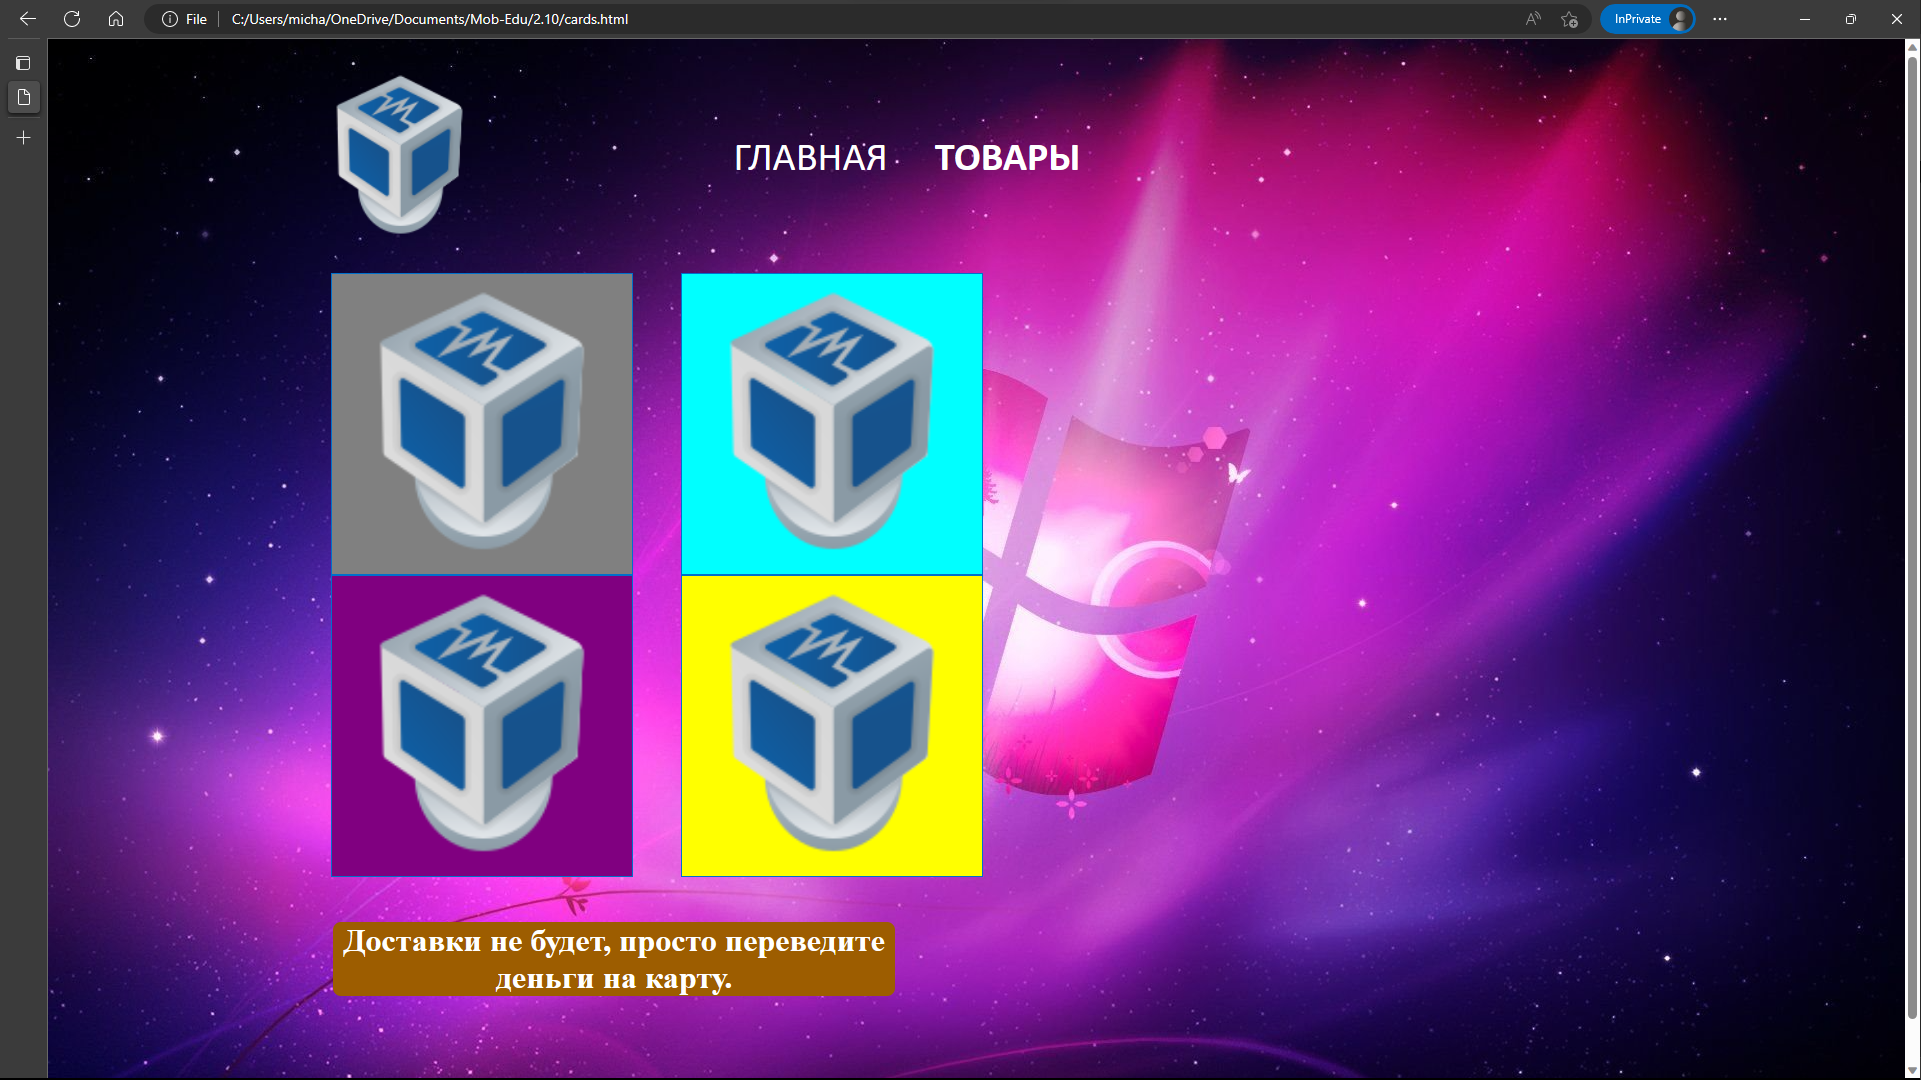 File
C:/Users/micha/OneDrive/Documents/Mob-Edu/2.10/cards.html
InPrivate
ГЛАВНАЯ ТОВАРЫ
Доставки не будет, просто переведите
деньги на карту.